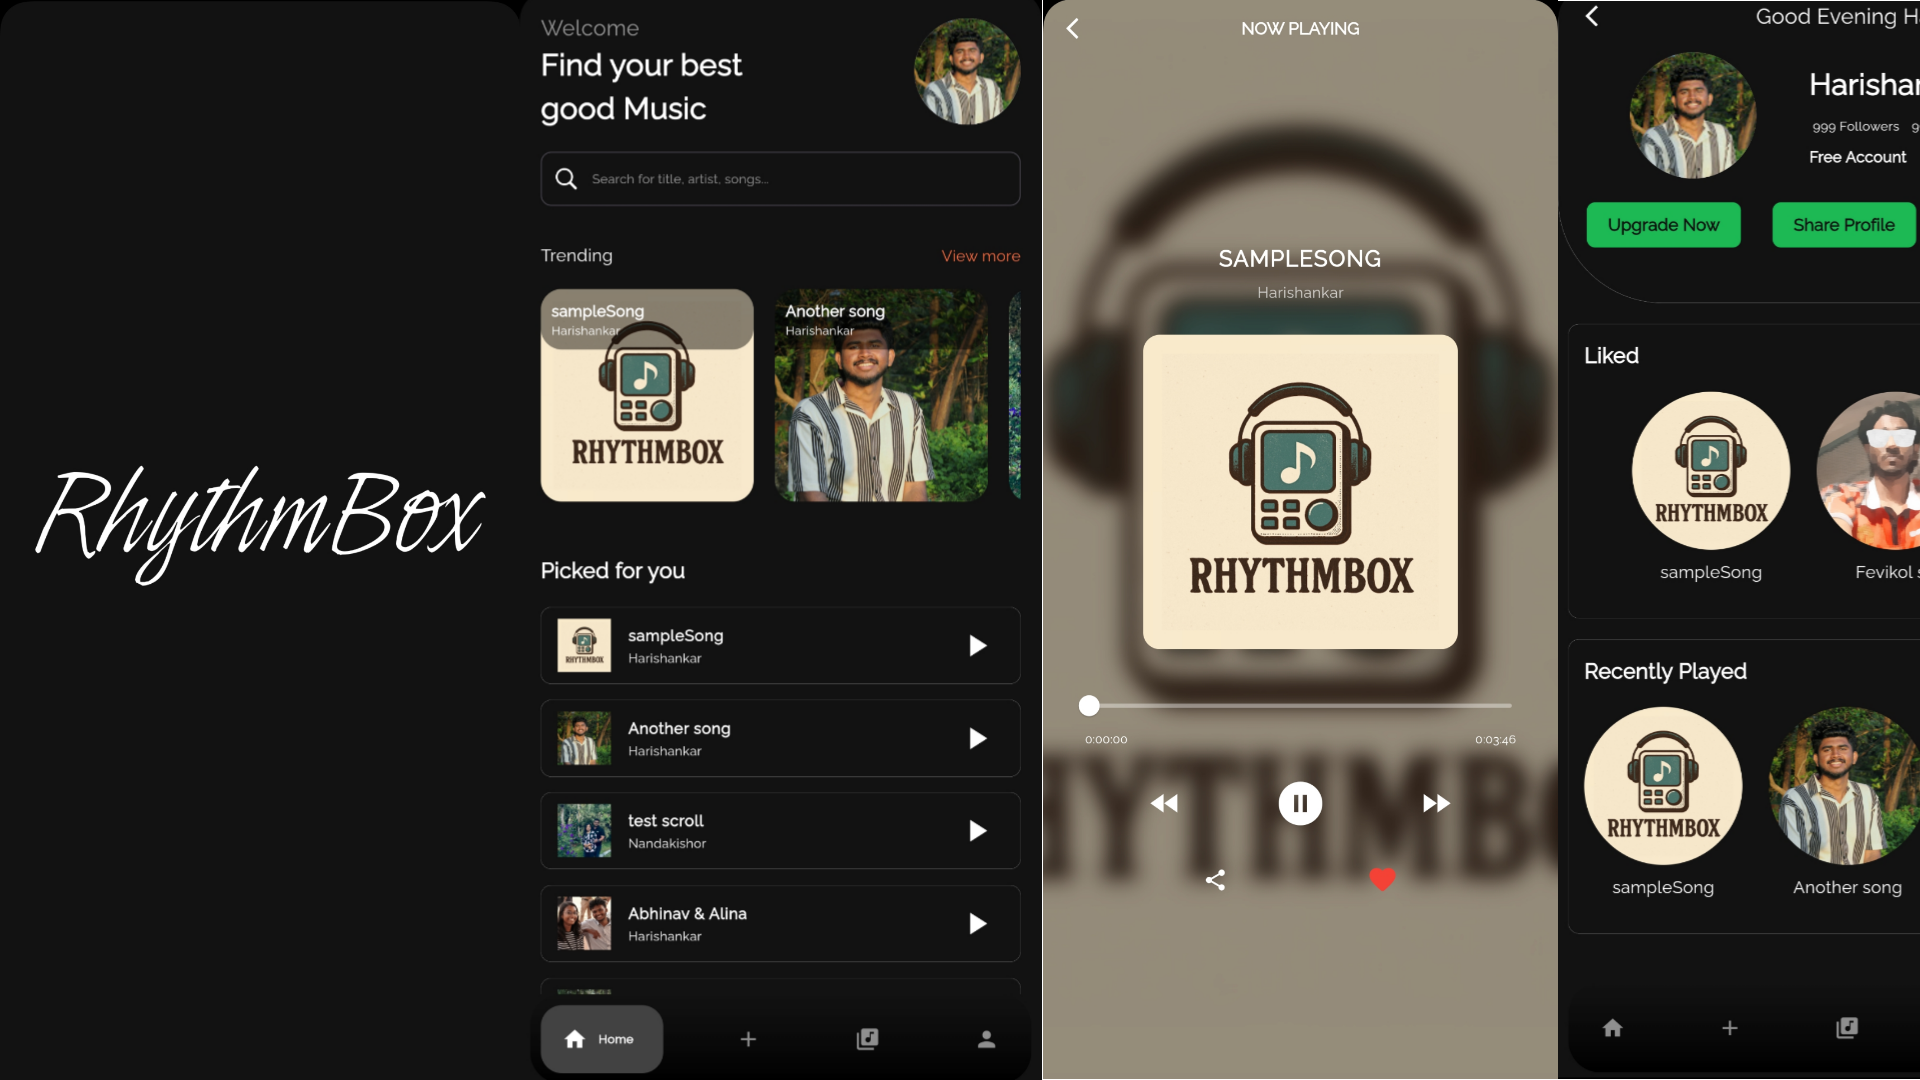 RhythmBox
Welcome
Find your best
good Music
Search for title, artist, songs...
Trending
View more
sampleSong
Harishankar
RHYTHMBOX
Another song
Harishankar
Picked for you
RHYTHMBOX
sampleSong
Harishankar
Another song
Harishankar
test scroll
Nandakishor
Abhinav & Alina
Harishankar
Home
NOW PLAYING
SAMPLESONG
Harishankar
RHYTHMBOX
0:00:00
0:03:46
HYTHMBO
Good Evening H
Harishan
999 Followers 9
Free Account
Upgrade Now
Share Profile
Liked
RHYTHMBOX
sampleSong
Fevikol s
Recently Played
RHYTHMBOX
sampleSong
Another song